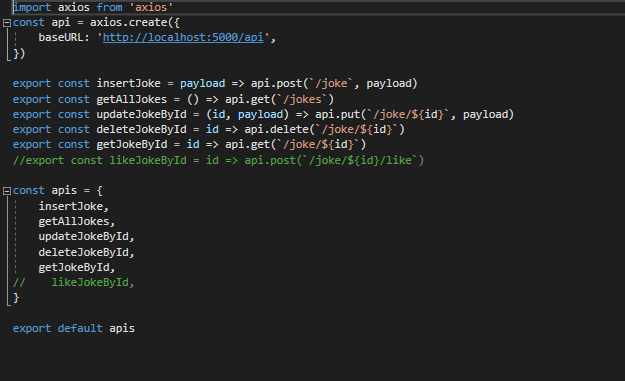 import axios from 'axios'
const api = axios.create({
    baseURL: 'http://localhost:5000/api',
})

export const insertJoke = payload => api.post(`/joke`, payload)
export const getAllJokes = () => api.get(`/jokes`)
export const updateJokeById = (id, payload) => api.put(`/joke/${id}`, payload)
export const deleteJokeById = id => api.delete(`/joke/${id}`)
export const getJokeById = id => api.get(`/joke/${id}`)
//export const likeJokeById = id => api.post(`/joke/${id}/like`)

const apis = {
    insertJoke,
    getAllJokes,
    updateJokeById,
    deleteJokeById,
    getJokeById,
//    likeJokeById,
}

export default apis